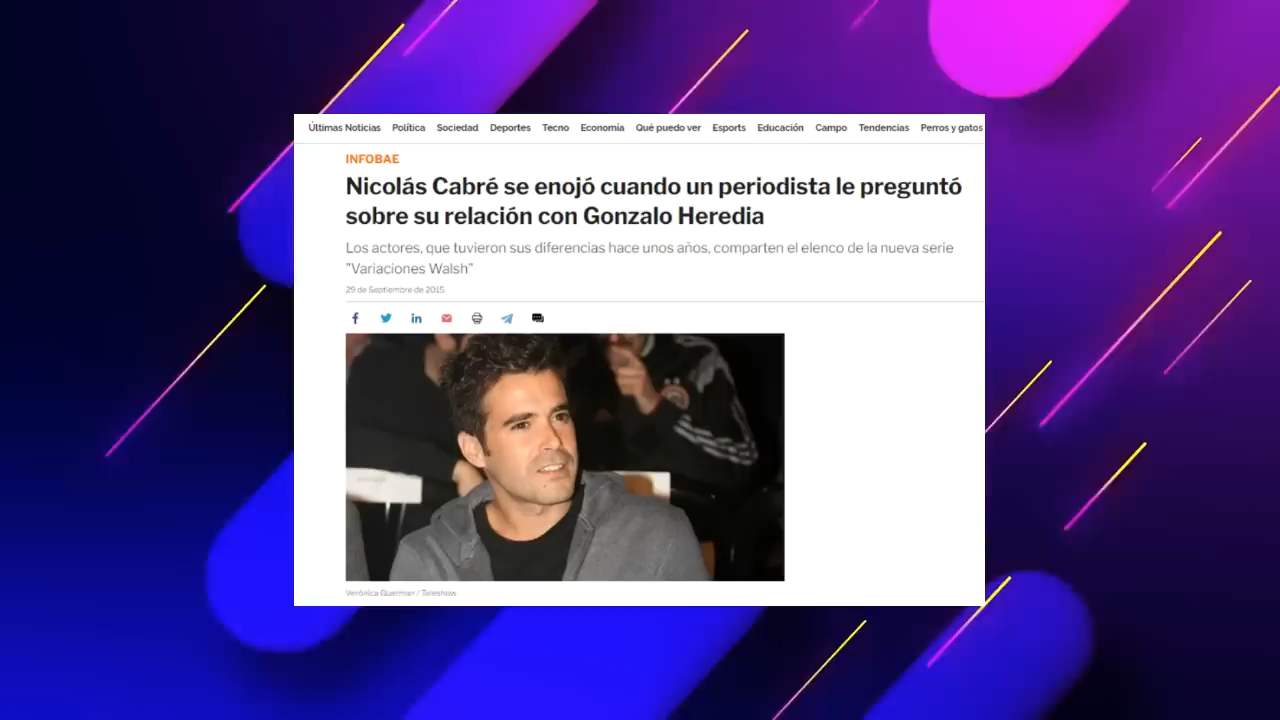 Últimas Noticias Política Sociedad Deportes Tecno Economía Qué puedo ver Esports Educación Campo Tendencias Perros y gatos
INFOBAE
Nicolás Cabré se enojó cuando un periodista le preguntó
sobre su relación con Gonzalo Heredia
Los actores, que tuvieron sus diferencias hace unos años, comparten el elenco de la nueva serie
"Variaciones Walsh"
29 de Septiembre de 2015
Verónica Guerman / Teleshow